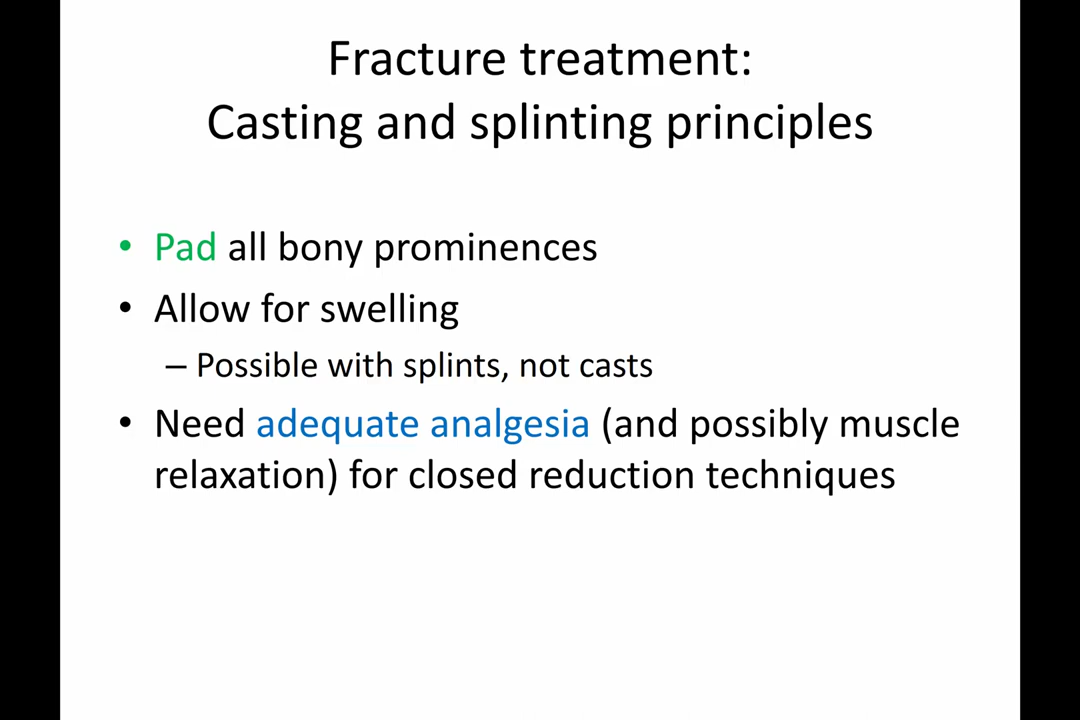 Fracture treatment:
Casting and splinting principles
• Pad all bony prominences
• Allow for swelling
– Possible with splints, not casts
• Need adequate analgesia (and possibly muscle
relaxation) for closed reduction techniques